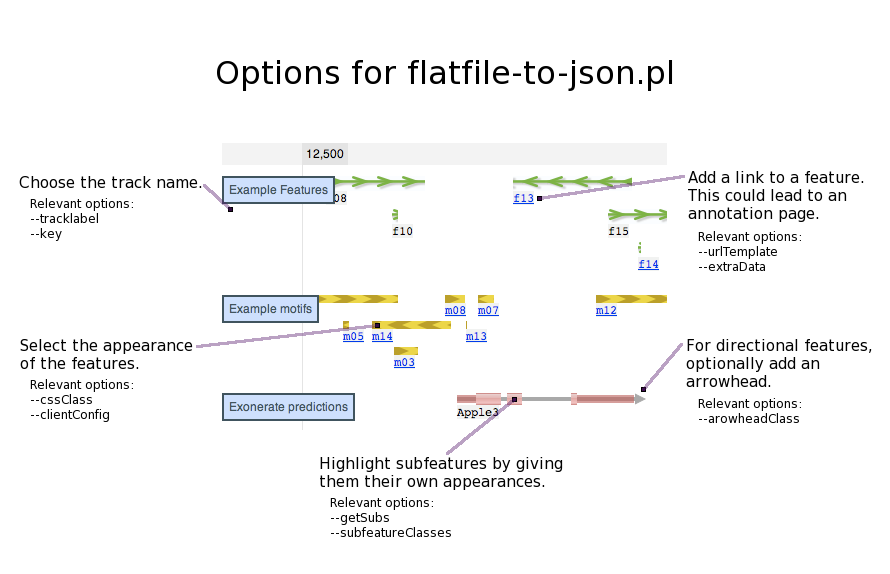 Options for flatfile-to-json.pl
12,500
Choose the track name.
Relevant options:
--tracklabel
--key
Example Features
08
f13
f10
f15
f14
Add a link to a feature.
This could lead to an
annotation page.
Relevant options:
--urlTemplate
--extraData
Example motifs
m08
m07
m12
m05
m14
m13
m03
Select the appearance
of the features.
Relevant options:
--cssClass
--clientConfig
For directional features,
optionally add an
arrowhead.
Relevant options:
--arowheadClass
Exonerate predictions
Apple3
Highlight subfeatures by giving
them their own appearances.
Relevant options:
--getSubs
--subfeatureClasses